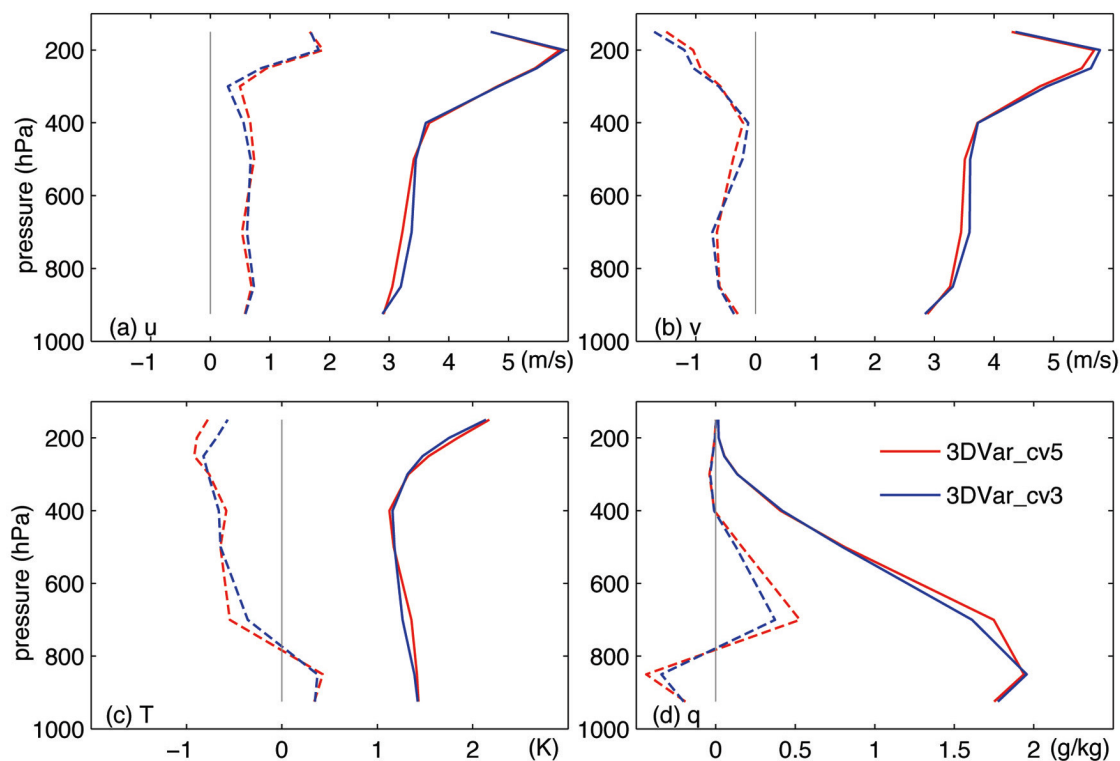 pressure (hPa)
200
400
600
800
1000
(a) u
−1 0 1 2 3 4 5 (m/s)
200
400
600
800
1000
(b) v
−1 0 1 2 3 4 5 (m/s)
pressure (hPa)
200
400
600
800
1000
(c) T
−1 0 1 2 (K)
200
400
600
800
1000
3DVar_cv5
3DVar_cv3
(d) q
0 0.5 1 1.5 2 (g/kg)